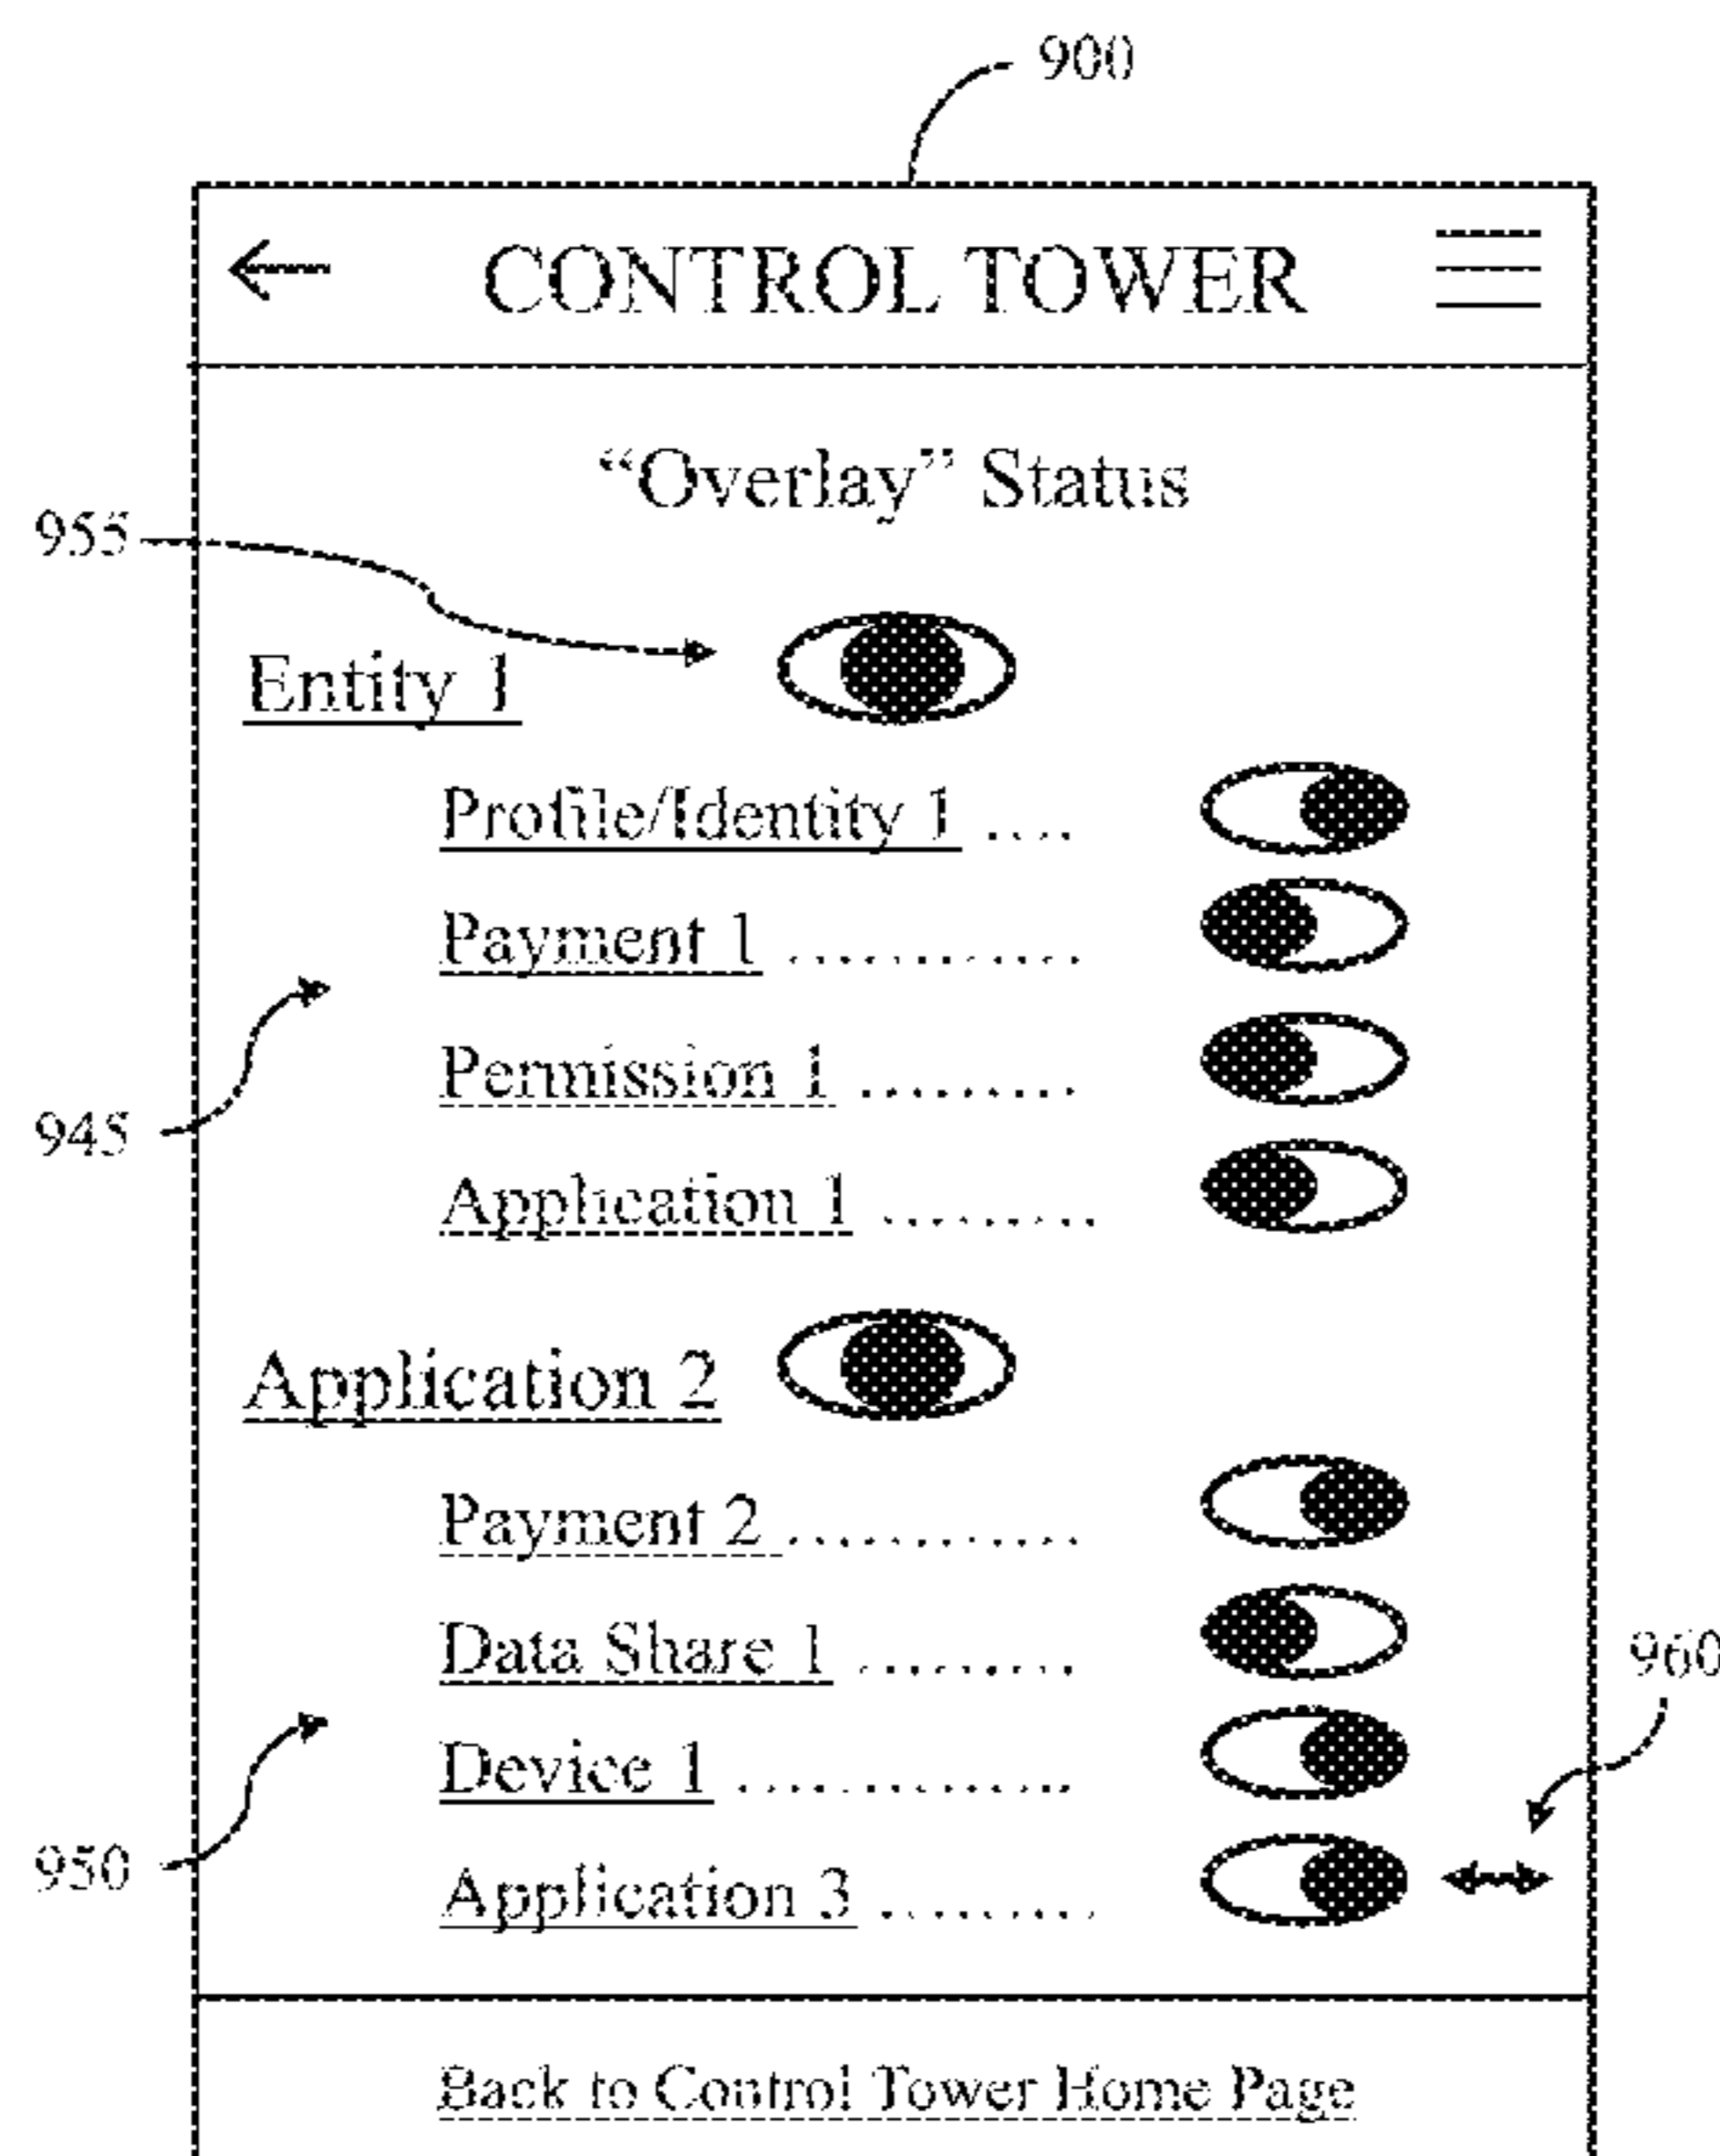 900
CONTROL TOWER
“Overlay” Status
955
Entity 1
Profile/Identity 1 ....
Payment 1 ............
945
Permission 1 .........
Application 1 .........
Application 2
Payment 2 ............
Data Share 1 .........
960
Device 1 ..............
950
Application 3 .........
Back to Control Tower Home Page